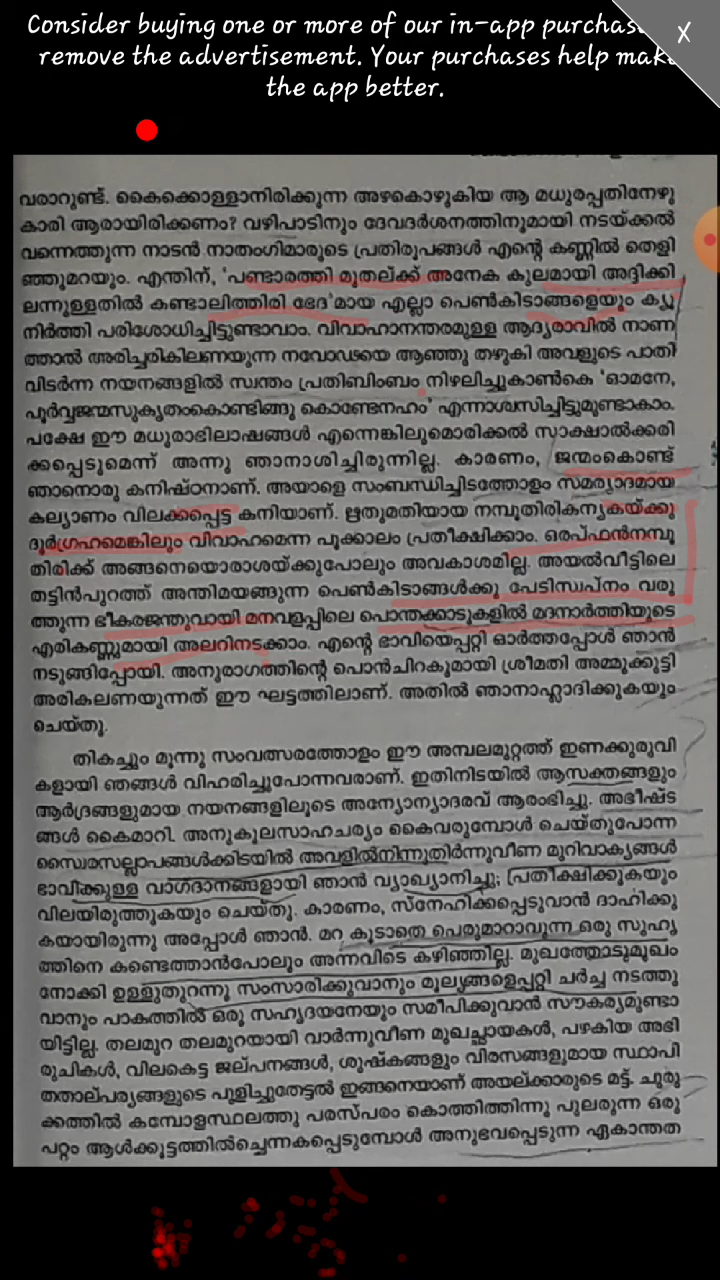 Consider buying one or more of our in-app purchas
remove the advertisement. Your purchases help make
the app better.
X
വരാറുണ്ട്. കൈക്കൊള്ളാനിരിക്കുന്ന അഴകൊഴുകിയ ആ മധുരപ്പതിനേഴു
കാരി ആരായിരിക്കണം? വഴിപാടിനും ദേവദർശനത്തിനുമായി നടയ്ക്കൽ
വന്നെത്തുന്ന നാടൻ നാതംഗിമാരുടെ പ്രതിരൂപങ്ങൾ എന്റെ കണ്ണിൽ തെളി
ഞ്ഞുമറയും. എന്തിന്, 'പണ്ടാരത്തി മുതല്ക്ക് അനേക കുലമായി അദ്ദിക്കി
ലന്നുള്ളതിൽ കണ്ടാലിത്തിരി ഭേദ'മായ എല്ലാ പെൺകിടാങ്ങളെയും ക്യൂ
നിർത്തി പരിശോധിച്ചിട്ടുണ്ടാവാം. വിവാഹാനന്തരമുള്ള ആദ്യരാവിൽ നാണ
ത്താൽ അരിച്ചരികിലണയുന്ന നവോഢയെ ആഞ്ഞു തഴുകി അവളുടെ പാതി
വിടർന്ന നയനങ്ങളിൽ സ്വന്തം പ്രതിബിംബം നിഴലിച്ചുകാൺകെ 'ഓമനേ,
പൂർവ്വജന്മസുകൃതംകൊണ്ടിങ്ങു കൊണ്ടേനഹം' എന്നാശ്വസിച്ചിട്ടുമുണ്ടാകാം.
പക്ഷേ ഈ മധുരാഭിലാഷങ്ങൾ എന്നെങ്കിലുമൊരിക്കൽ സാക്ഷാൽക്കരി
ക്കപ്പെടുമെന്ന് അന്നു ഞാനാശിച്ചിരുന്നില്ല. കാരണം, ജന്മംകൊണ്ട്
ഞാനൊരു കനിഷ്ഠനാണ്. അയാളെ സംബന്ധിച്ചിടത്തോളം സമര്യാദമായ
കല്യാണം വിലക്കപ്പെട്ട കനിയാണ്. ഋതുമതിയായ നമ്പൂതിരികന്യകയ്ക്കു
ദുർഗ്രഹമെങ്കിലും വിവാഹമെന്ന പൂക്കാലം പ്രതീക്ഷിക്കാം. ഒരപ്ഫൻനമ്പൂ
തിരിക്ക് അങ്ങനെയൊരാശയ്ക്കുപോലും അവകാശമില്ല. അയൽവീട്ടിലെ
തട്ടിൻപുറത്ത് അന്തിമയങ്ങുന്ന പെൺകിടാങ്ങൾക്കു പേടിസ്വപ്നം വരു
ത്തുന്ന ഭീകരജന്തുവായി മനവളപ്പിലെ പൊന്തക്കാടുകളിൽ മദനാർത്തിയുടെ
എരികണ്ണുമായി അലറിനടക്കാം. എന്റെ ഭാവിയെപ്പറ്റി ഓർത്തപ്പോൾ ഞാൻ
നടുങ്ങിപ്പോയി. അനുരാഗത്തിന്റെ പൊൻചിറകുമായി ശ്രീമതി അമ്മുക്കുട്ടി
അരികലണയുന്നത് ഈ ഘട്ടത്തിലാണ്. അതിൽ ഞാനാഹ്ലാദിക്കുകയും
ചെയ്തു.
തികച്ചും മൂന്നു സംവത്സരത്തോളം ഈ അമ്പലമുറ്റത്ത് ഇണക്കുരുവി
കളായി ഞങ്ങൾ വിഹരിച്ചുപോന്നവരാണ്. ഇതിനിടയിൽ ആസക്തങ്ങളും
ആർദ്രങ്ങളുമായ നയനങ്ങളിലൂടെ അന്യോന്യാദരവ് ആരംഭിച്ചു. അഭീഷ്ട
ങ്ങൾ കൈമാറി. അനുകൂലസാഹചര്യം കൈവരുമ്പോൾ ചെയ്തുപോന്ന
സ്വൈരസല്ലാപങ്ങൾക്കിടയിൽ അവളിൽനിന്നുതിർന്നുവീണ മുറിവാക്യങ്ങൾ
ഭാവിക്കുള്ള വാഗ്ദാനങ്ങളായി ഞാൻ വ്യാഖ്യാനിച്ചു; പ്രതീക്ഷിക്കുകയും
വിലയിരുത്തുകയും ചെയ്തു. കാരണം, സ്നേഹിക്കപ്പെടുവാൻ ദാഹിക്കു
കയായിരുന്നു അപ്പോൾ ഞാൻ. മറ കൂടാതെ പെരുമാറാവുന്ന ഒരു സുഹൃ
ത്തിനെ കണ്ടെത്താൻപോലും അന്നവിടെ കഴിഞ്ഞില്ല. മുഖത്തോടുമുഖം
നോക്കി ഉള്ളുതുറന്നു സംസാരിക്കുവാനും മൂല്യങ്ങളെപ്പറ്റി ചർച്ച നടത്തു
വാനും പാകത്തിൽ ഒരു സഹൃദയനേയും സമീപിക്കുവാൻ സൗകര്യമുണ്ടാ
യിട്ടില്ല. തലമുറ തലമുറയായി വാർന്നുവീണ മുഖച്ഛായകൾ, പഴകിയ അഭി
രുചികൾ, വിലകെട്ട ജല്പനങ്ങൾ, ശുഷ്കങ്ങളും വിരസങ്ങളുമായ സ്ഥാപി
തതാല്പര്യങ്ങളുടെ പുളിച്ചുതേട്ടൽ ഇങ്ങനെയാണ് അയല്ക്കാരുടെ മട്ട്. ചുരു
ക്കത്തിൽ കമ്പോളസ്ഥലത്തു പരസ്പരം കൊത്തിത്തിന്നു പുലരുന്ന ഒരു
പറ്റം ആൾക്കൂട്ടത്തിൽച്ചെന്നകപ്പെടുമ്പോൾ അനുഭവപ്പെടുന്ന ഏകാന്തത